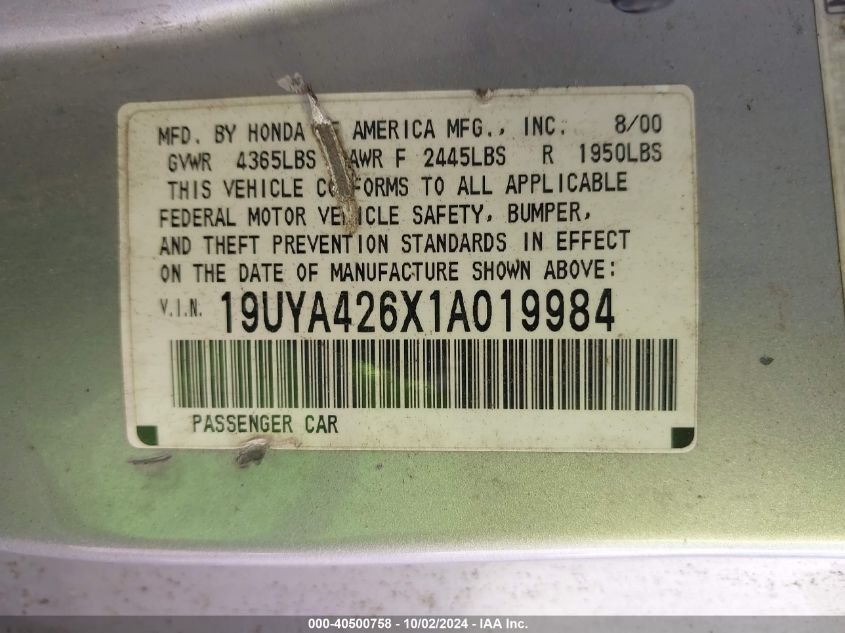 MFD. BY HONDA OF AMERICA MFG., INC. 8/00
GVWR 4365LBS GAWR F 2445LBS R 1950LBS
THIS VEHICLE CONFORMS TO ALL APPLICABLE
FEDERAL MOTOR VEHICLE SAFETY, BUMPER,
AND THEFT PREVENTION STANDARDS IN EFFECT
ON THE DATE OF MANUFACTURE SHOWN ABOVE:
V.I.N. 19UYA426X1A019984
PASSENGER CAR
000-40500758 - 10/02/2024 - IAA Inc.